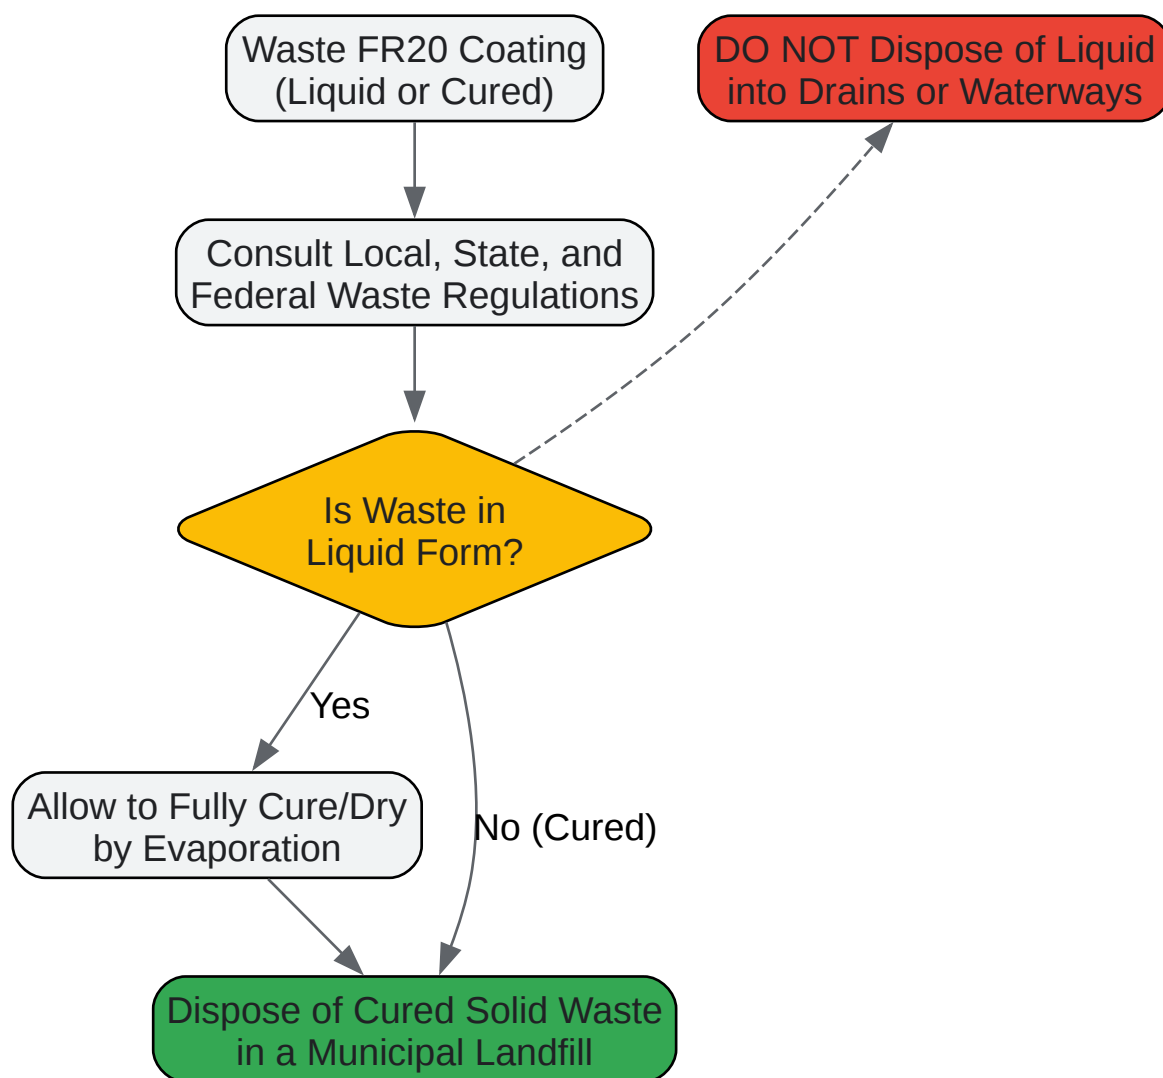 Waste FR20 Coating
(Liquid or Cured)
DO NOT Dispose of Liquid
into Drains or Waterways
Consult Local, State, and
Federal Waste Regulations
Is Waste in
Liquid Form?
Yes
Allow to Fully Cure/Dry
by Evaporation
No (Cured)
Dispose of Cured Solid Waste
in a Municipal Landfill